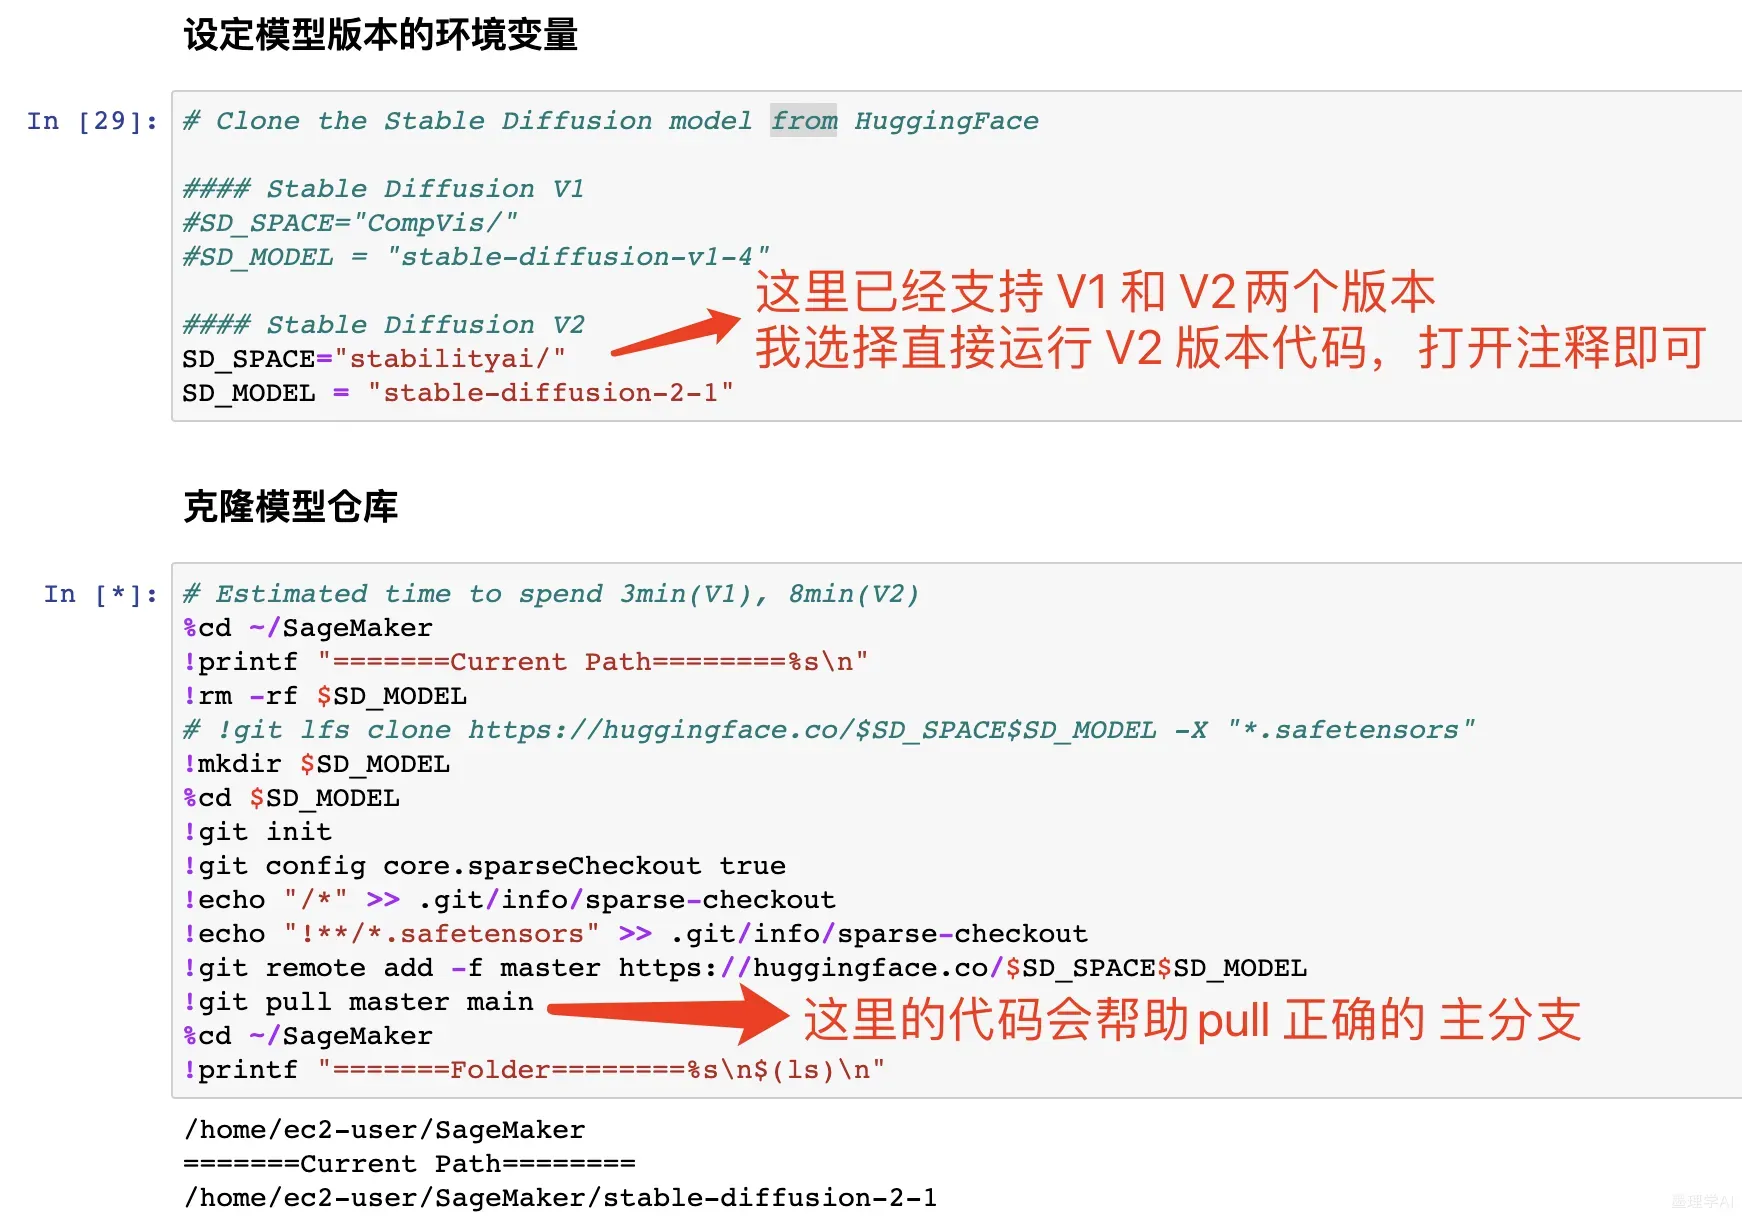 设定模型版本的环境变量
In [29]:
# Clone the Stable Diffusion model from HuggingFace
#### Stable Diffusion V1
#SD_SPACE="CompVis/"
#SD_MODEL = "stable-diffusion-v1-4"
这里已经支持 V1 和 V2两个版本
#### Stable Diffusion V2
我选择直接运行 V2 版本代码，打开注释即可
SD_SPACE="stabilityai/"
SD_MODEL = "stable-diffusion-2-1"
克隆模型仓库
In [*]:
# Estimated time to spend 3min(V1), 8min(V2)
%cd ~/SageMaker
!printf "=======Current Path========%s\n"
!rm -rf $SD_MODEL
# !git lfs clone https://huggingface.co/$SD_SPACE$SD_MODEL -X "*.safetensors"
!mkdir $SD_MODEL
%cd $SD_MODEL
!git init
!git config core.sparseCheckout true
!echo "/*" >> .git/info/sparse-checkout
!echo "!**/*.safetensors" >> .git/info/sparse-checkout
!git remote add -f master https://huggingface.co/$SD_SPACE$SD_MODEL
!git pull master main
这里的代码会帮助pull 正确的 主分支
%cd ~/SageMaker
!printf "=======Folder========%s\n$(ls)\n"
/home/ec2-user/SageMaker
=======Current Path========
/home/ec2-user/SageMaker/stable-diffusion-2-1
墨理学AI